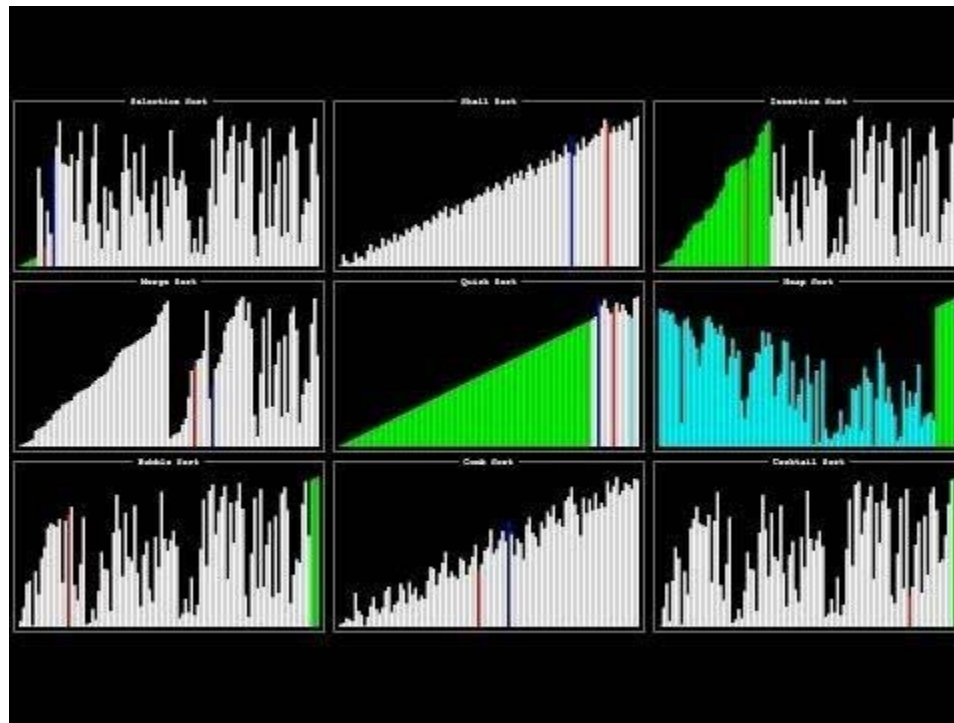 Selection Sort
Shell Sort
Insertion Sort
Merge Sort
Quick Sort
Heap Sort
Bubble Sort
Comb Sort
Cocktail Sort